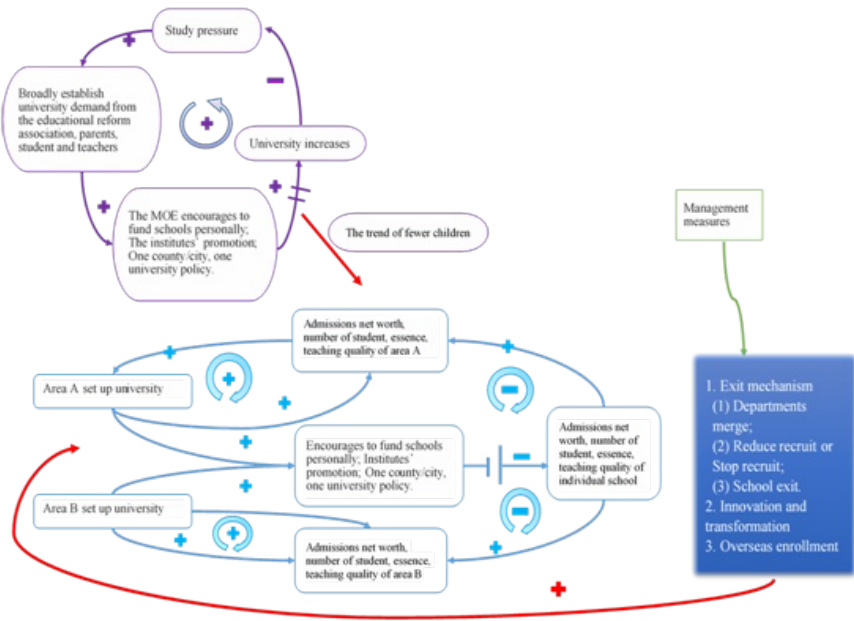 Study pressure
Broadly establish
university demand from
the educational reform
association, parents,
student and teachers
University increases
The MOE encourages to
fund schools personally;
The institutes' promotion;
One county/city, one
university policy.
The trend of fewer children
Management
measures
Admissions net worth,
number of student, essence,
teaching quality of area A
Area A set up university
Encourages to fund schools
personally; Institutes'
promotion; One county/city,
one university policy.
Admissions net
worth, number of
student, essence,
teaching quality of
individual school
Area B set up university
Admissions net worth,
number of student, essence,
teaching quality of area B
1. Exit mechanism
(1) Departments
merge;
(2) Reduce recruit or
Stop recruit;
(3) School exit.
2. Innovation and
transformation
3. Overseas enrollment